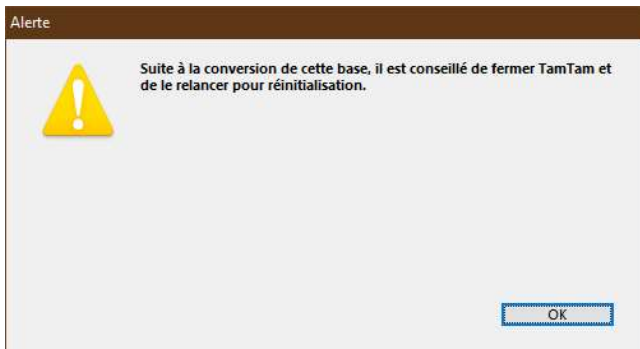 Alerte
Suite à la conversion de cette base, il est conseillé de fermer TamTam et
de le relancer pour réinitialisation.
OK